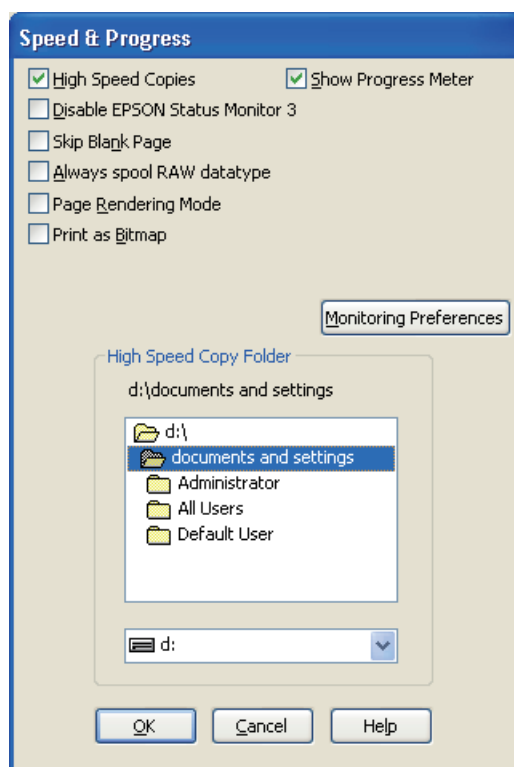 Speed & Progress
High Speed Copies Show Progress Meter
Disable EPSON Status Monitor 3
Skip Blank Page
Always spool RAW datatype
Page Rendering Mode
Print as Bitmap
Monitoring Preferences
High Speed Copy Folder
d:\documents and settings
d:\
documents and settings
Administrator
All Users
Default User
d:
OK Cancel Help